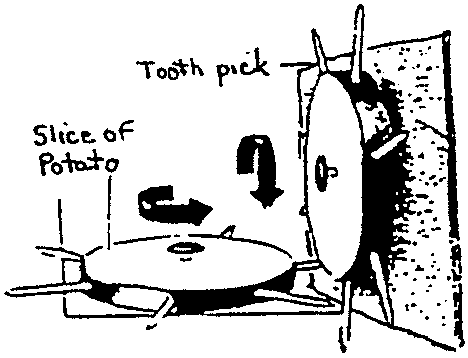 Tooth pick
Slice of
Potato